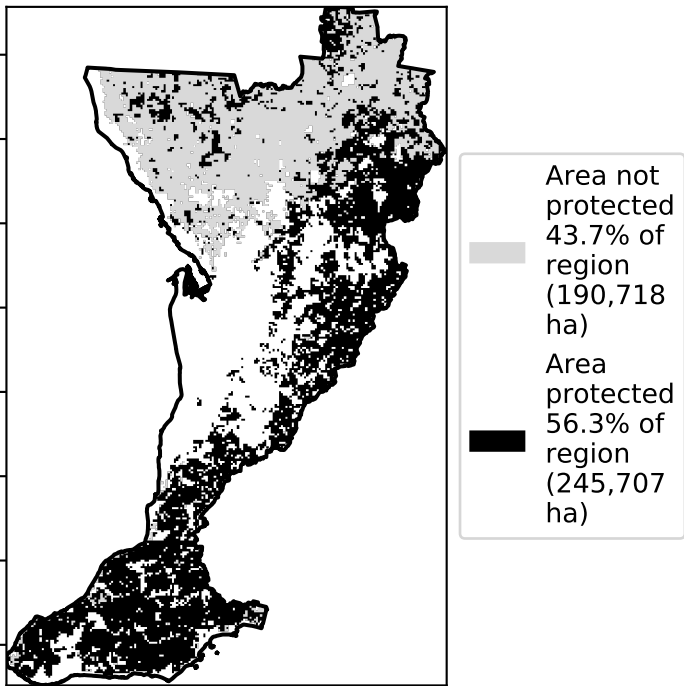 Area not
protected
43.7% of
region
(190,718
ha)
Area
protected
56.3% of
region
(245,707
ha)